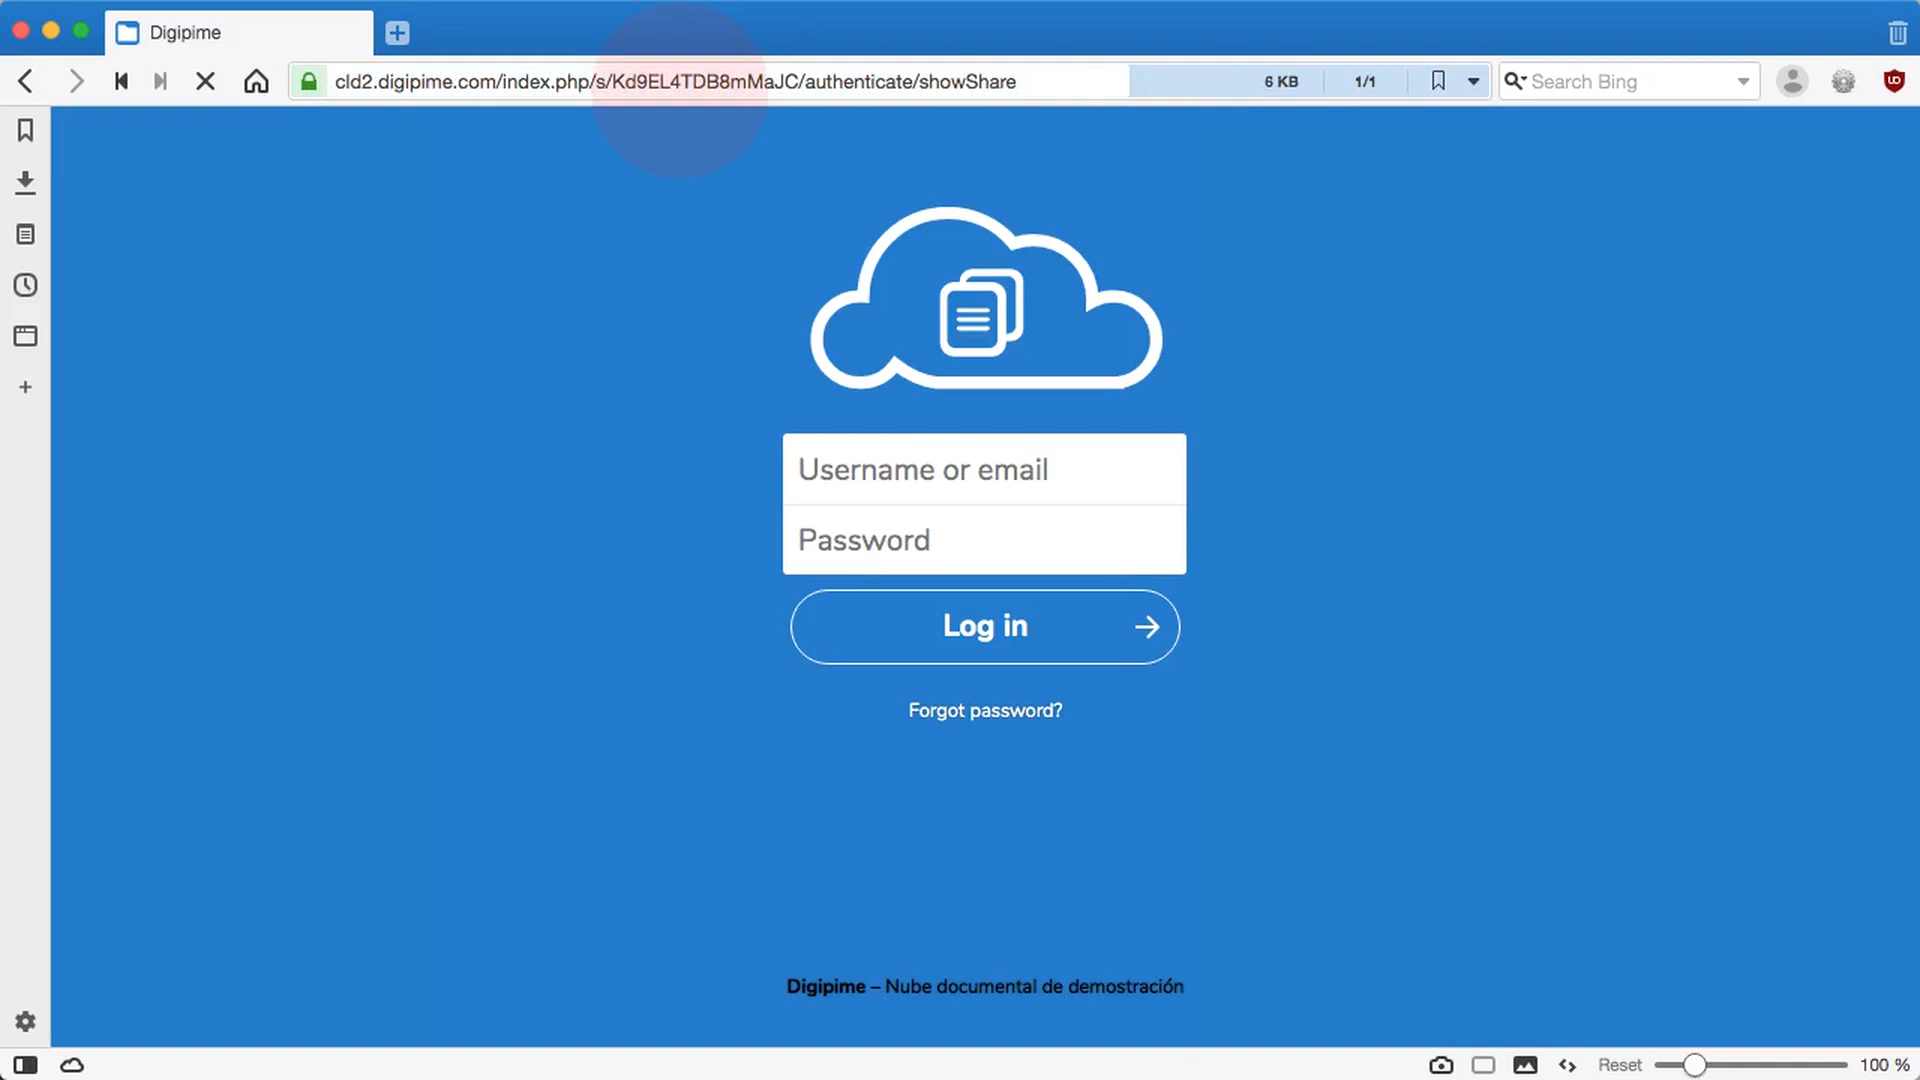 Digipime
cld2.digipime.com/index.php/s/Kd9EL4TDB8mMaJC/authenticate/showShare
6 KB
1/1
Search Bing
Username or email
Password
Log in
Forgot password?
Digipime – Nube documental de demostración
Reset
100 %